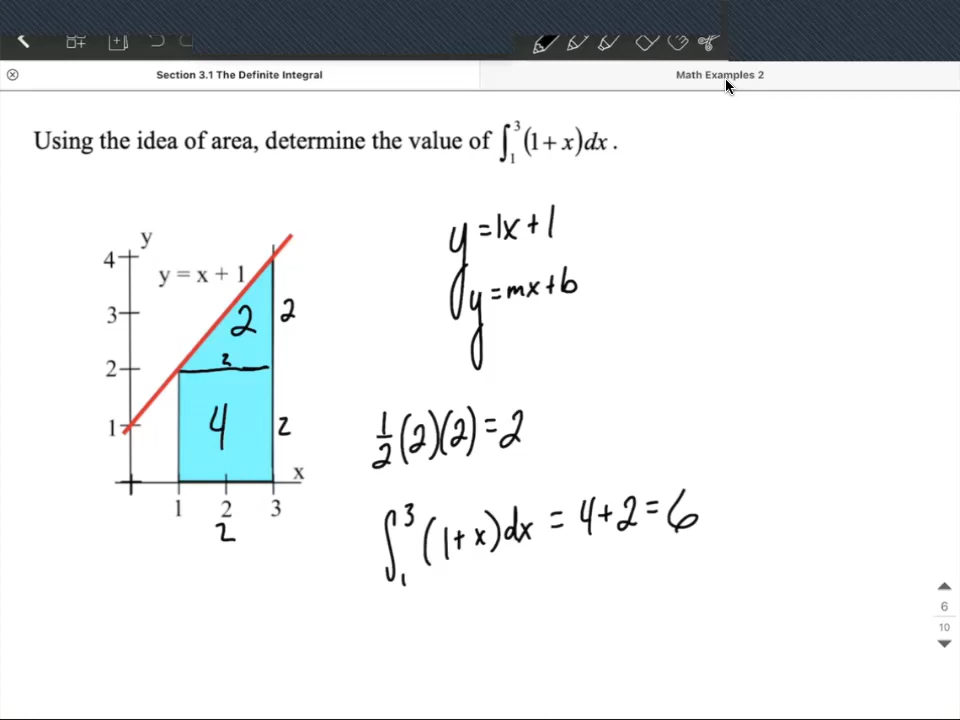 Section 3.1 The Definite Integral
Math Examples 2
Using the idea of area, determine the value of ∫₁³(1+x)dx.
y = 1x + 1
y = mx + b
y
4
y = x + 1
3
2
2
2
2
1
4
2
x
1 2 3
2
½(2)(2) = 2
∫₁³(1+x)dx = 4+2 = 6
6
10